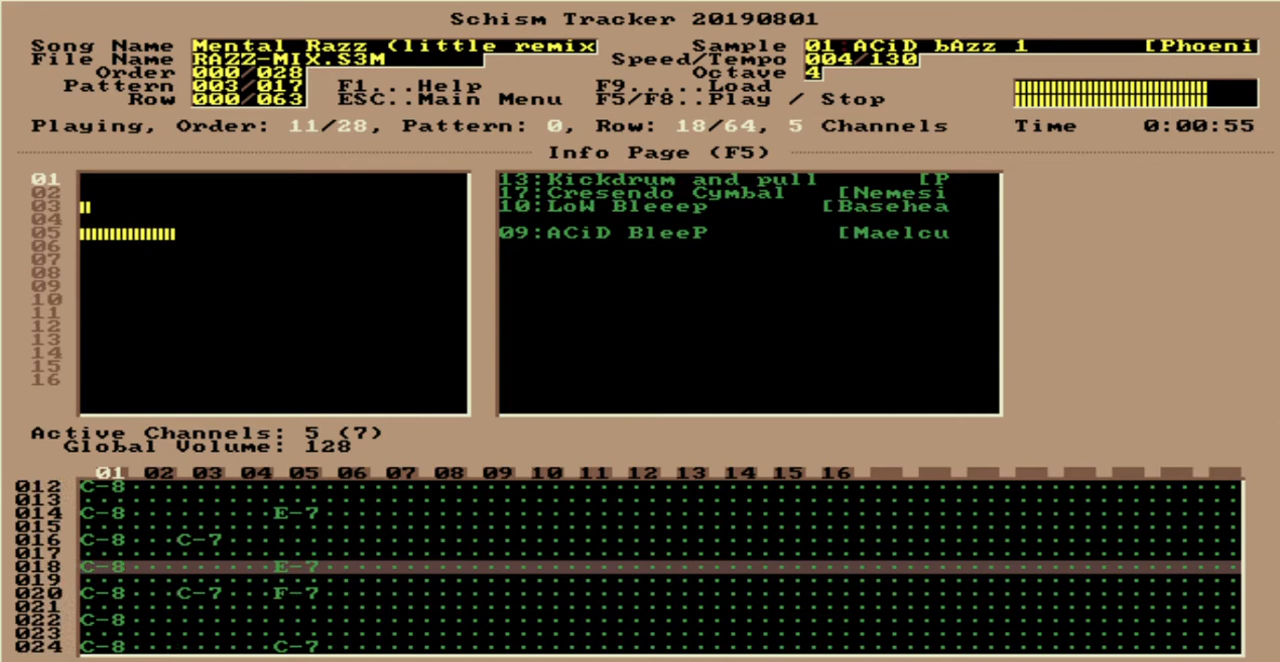 Schism Tracker 20190801
Song Name Mental Razz (little remix Sample 01 ACiD bAzz 1 [Phoeni
File Name RAZZ-MIX.S3M Speed/Tempo 004/130
Order 000/028 Octave 4
Pattern 003/017 F1...Help F9.....Load
Row 000/063 ESC..Main Menu F5/F8..Play / Stop
Playing, Order: 11/28, Pattern: 0, Row: 18/64, 5 Channels Time 0:00:55
Info Page (F5)
01 13:Kickdrum and pull [P
02 17:Cresendo Cymbal [Nemesi
03 10:LoW Bleeep [Basehea
04
05 09:ACiD BleeP [Maelcu
06
07
08
09
10
11
12
13
14
15
16
Active Channels: 5 (7)
Global Volume: 128
01 02 03 04 05 06 07 08 09 10 11 12 13 14 15 16
012 C-8
013
014 C-8 E-7
015
016 C-8 C-7
017
018 C-8 E-7
019
020 C-8 C-7 F-7
021
022 C-8
023
024 C-8 C-7